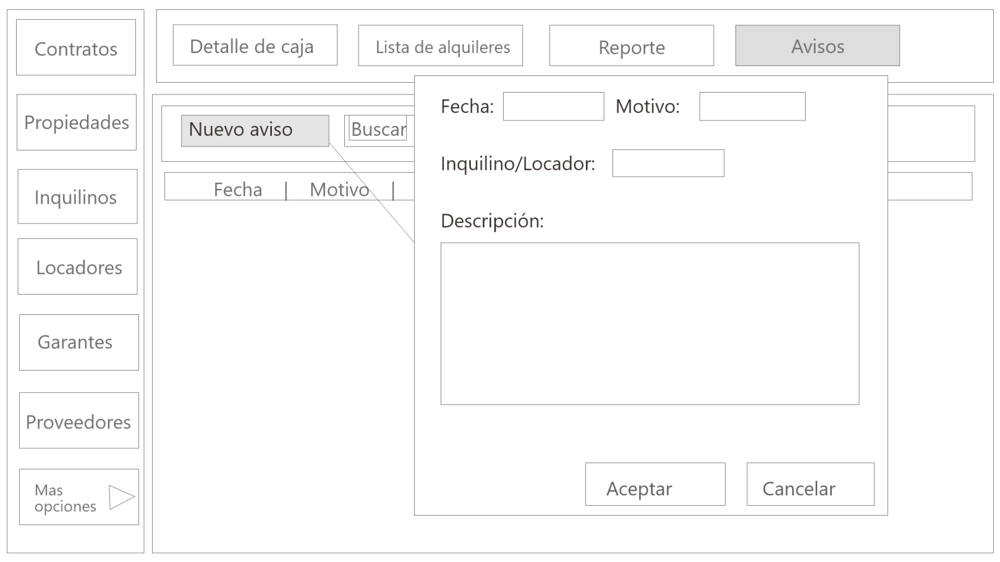 Contratos
Propiedades
Inquilinos
Locadores
Garantes
Proveedores
Mas
opciones
Detalle de caja
Lista de alquileres
Reporte
Avisos
Nuevo aviso
Buscar
Fecha | Motivo |
Fecha:
Motivo:
Inquilino/Locador:
Descripción:
Aceptar
Cancelar